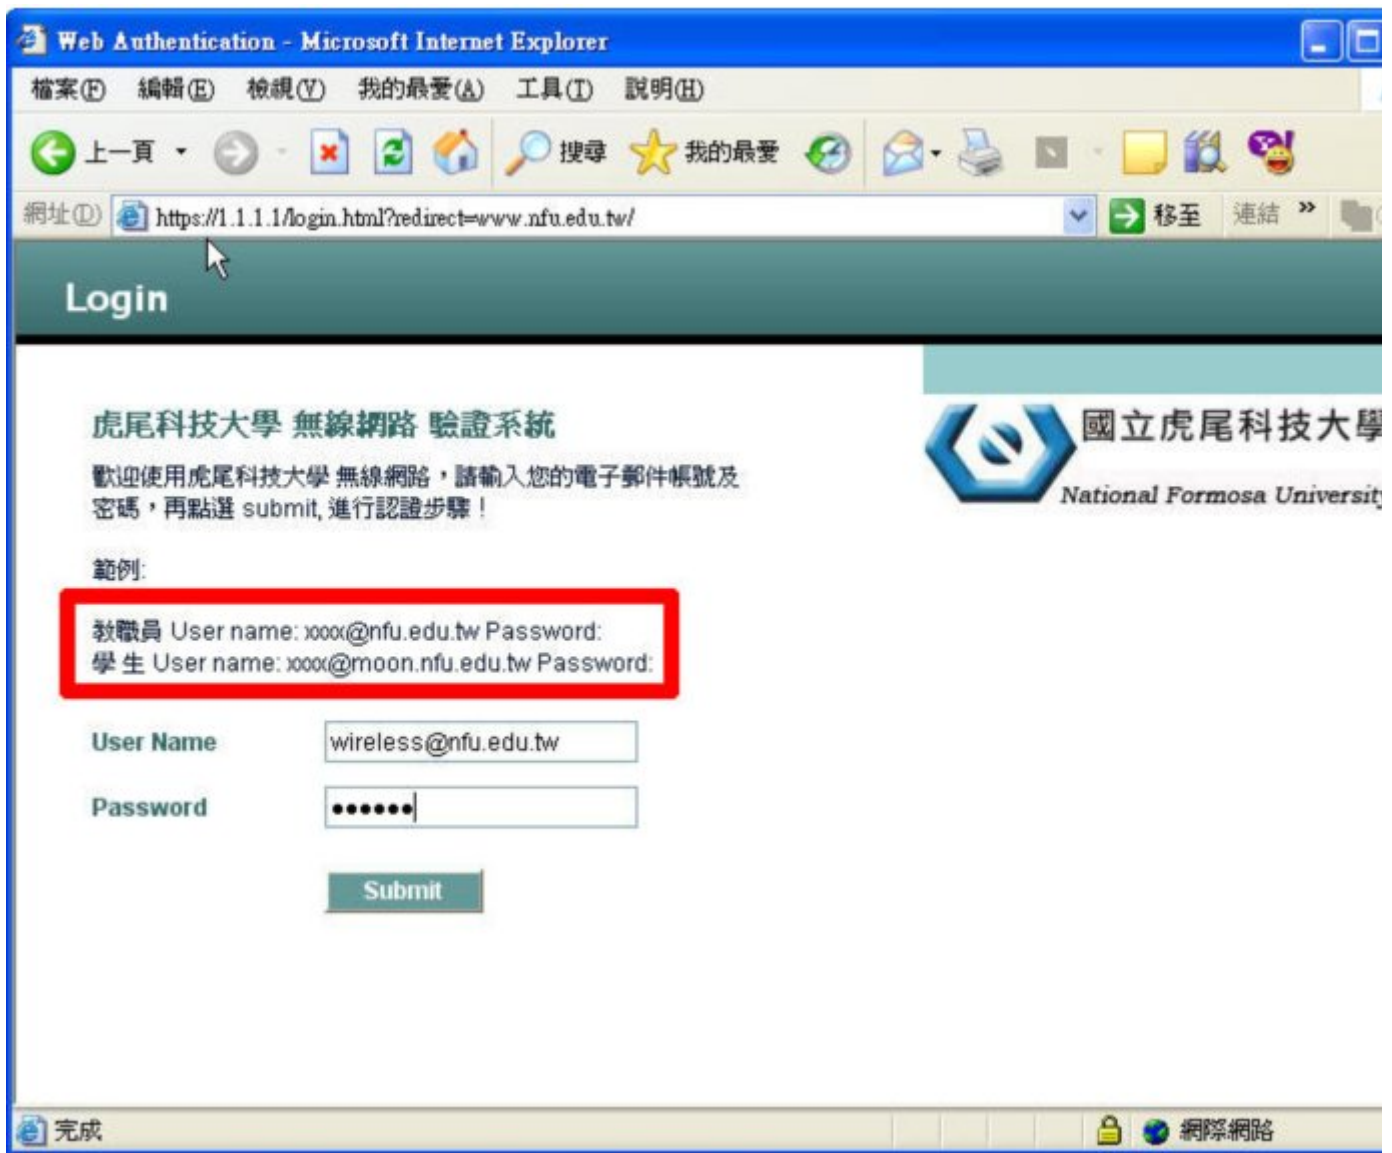 Web Authentication - Microsoft Internet Explorer
檔案(F) 編輯(E) 檢視(V) 我的最愛(A) 工具(T) 說明(H)
上一頁 搜尋 我的最愛
網址(D) https://1.1.1.1/login.html?redirect=www.nfu.edu.tw/ 移至 連結 »
Login
虎尾科技大學 無線網路 驗證系統
歡迎使用虎尾科技大學 無線網路,請輸入您的電子郵件帳號及
密碼,再點選 submit, 進行認證步驟!
國立虎尾科技大學
National Formosa University
範例:
教職員 User name: xxxx@nfu.edu.tw Password:
學 生 User name: xxxx@moon.nfu.edu.tw Password:
User Name wireless@nfu.edu.tw
Password ••••••
Submit
完成 網際網路